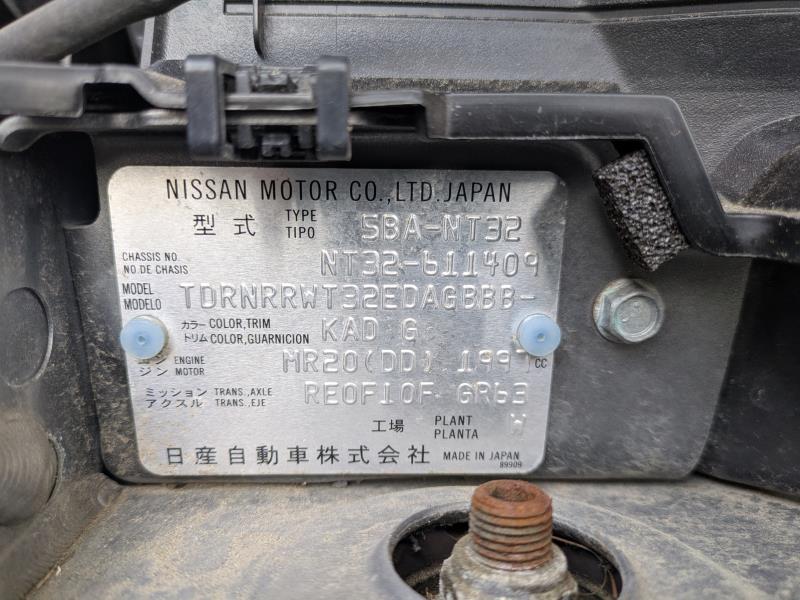 NISSAN MOTOR CO.,LTD.JAPAN
型式 TYPE TIPO 5BA-NT32
CHASSIS NO. NO.DE CHASIS NT32-611409
MODEL MODELO TDRNRRWT32EDAGBBB-
カラー COLOR,TRIM トリム COLOR,GUARNICION KAD G
ENGINE ジン MOTOR MR20(DD) 1997 CC
ミッション TRANS.,AXLE アクスル TRANS.,EJE RE0F10F GR63
工場 PLANT PLANTA W
日産自動車株式会社 MADE IN JAPAN
89909